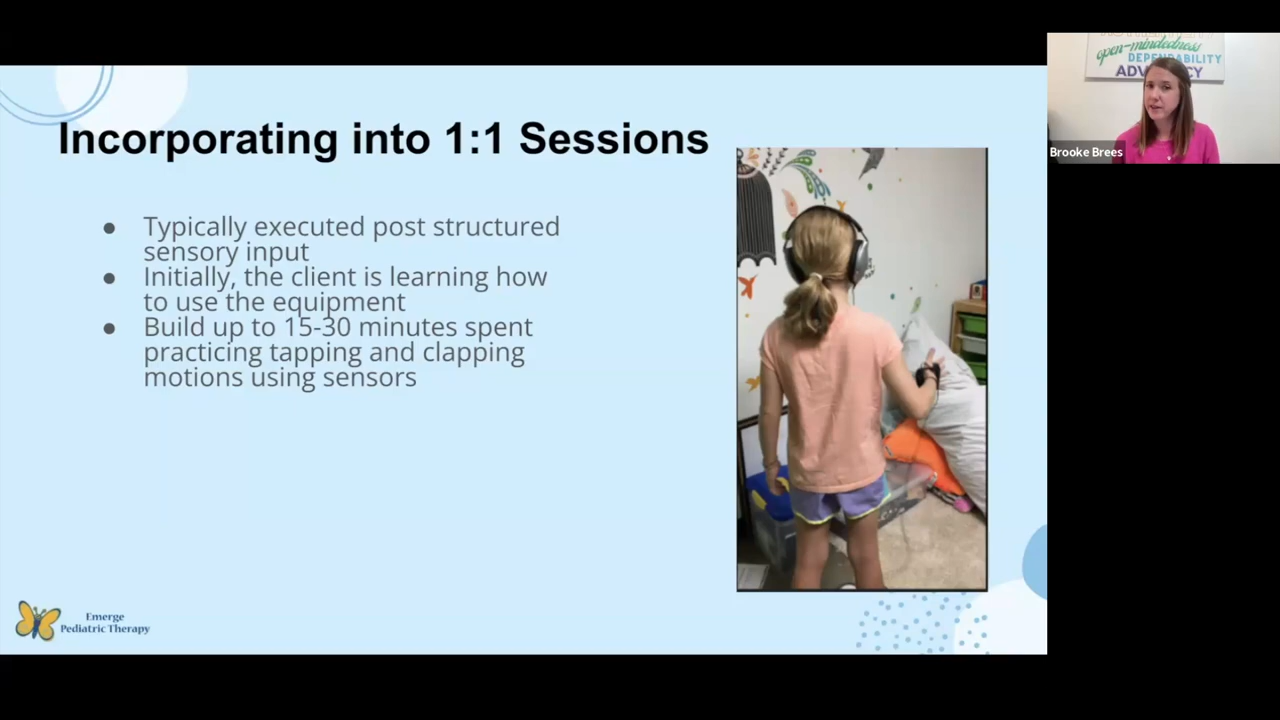 open-mindedness
DEPENDABILITY
Brooke Brees
Incorporating into 1:1 Sessions
● Typically executed post structured
sensory input
● Initially, the client is learning how
to use the equipment
● Build up to 15-30 minutes spent
practicing tapping and clapping
motions using sensors
Emerge
Pediatric Therapy